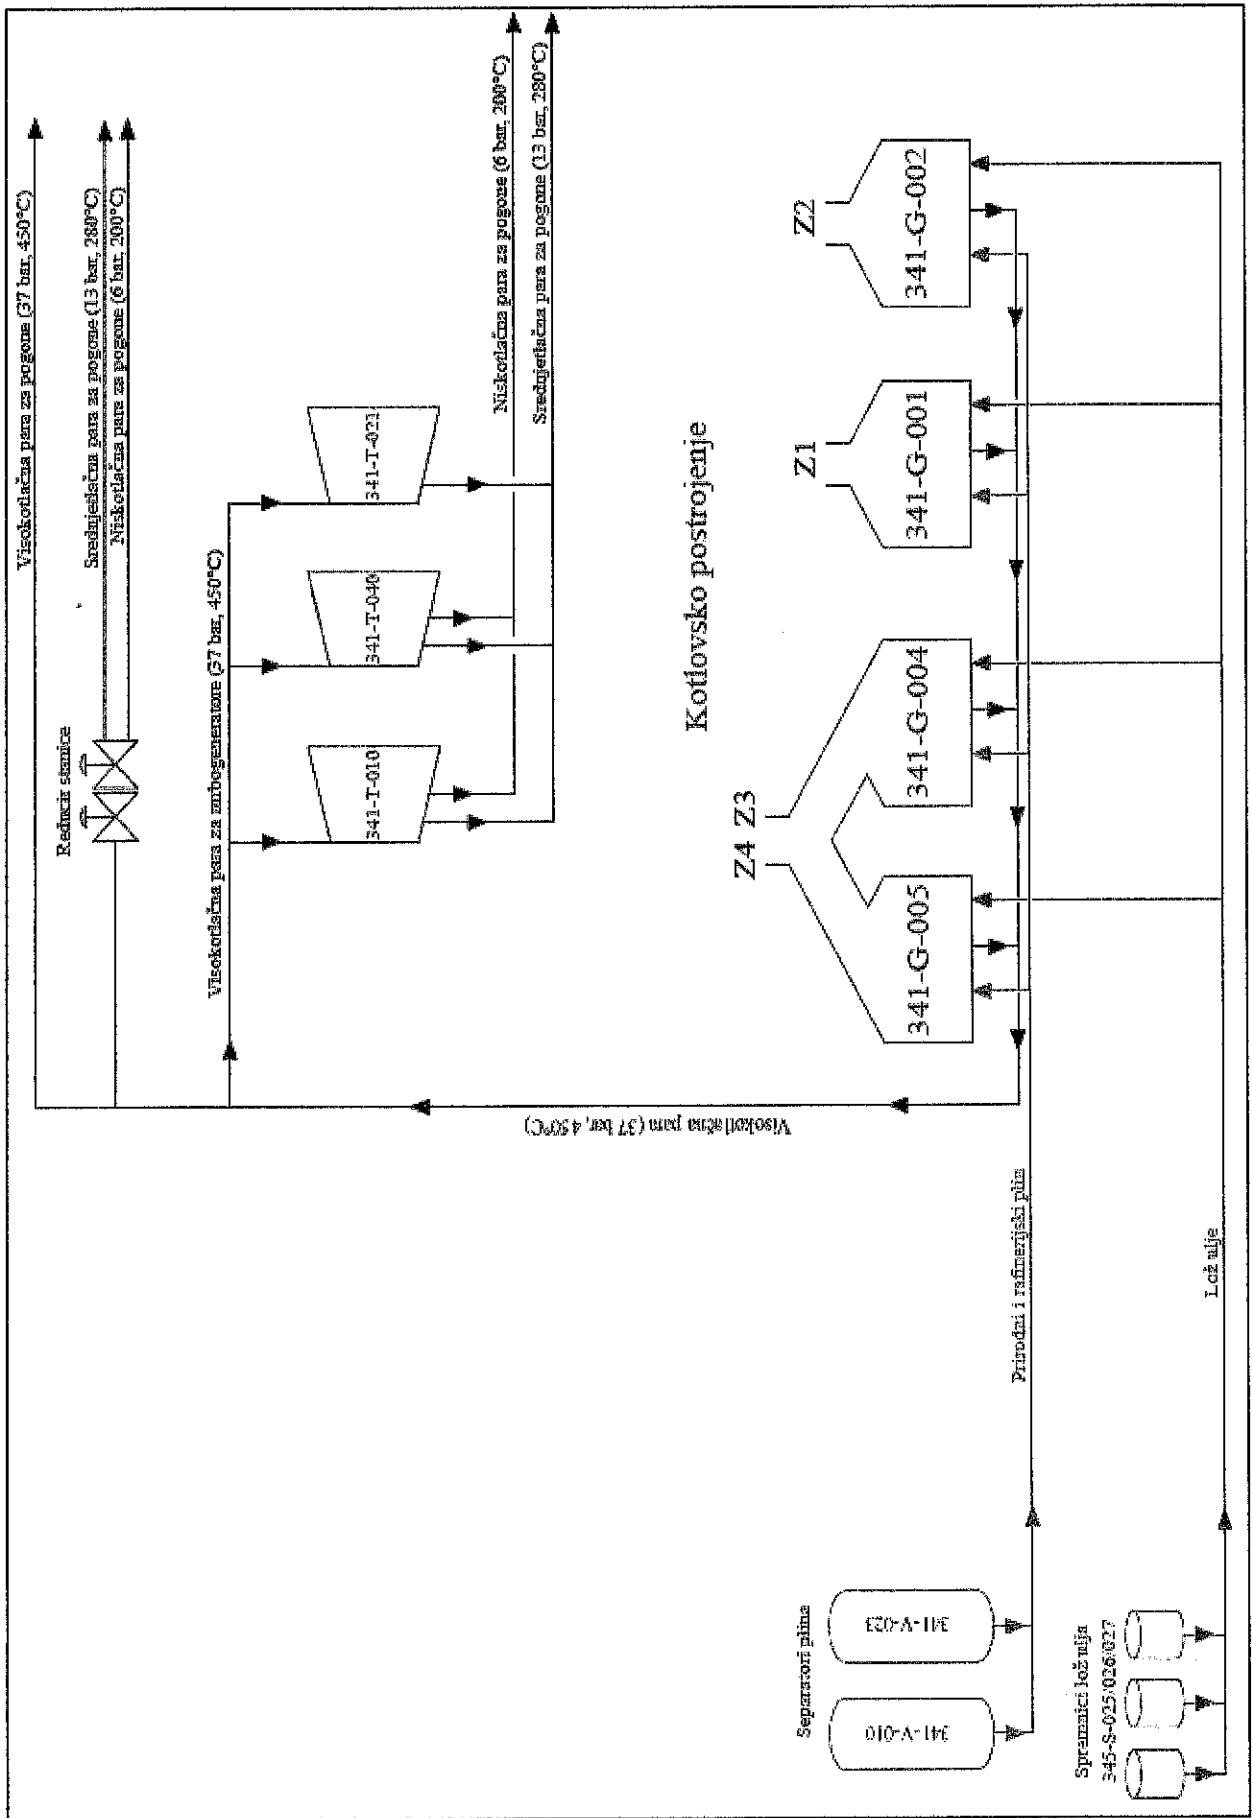 Visokotlačna para za pogone (37 bar, 450°C)
Srednjetlačna para za pogone (13 bar, 280°C)
Niskotlačna para za pogone (6 bar, 200°C)
Reducir stanice
Visokotlačna para za turbogeneratore (37 bar, 450°C)
341-T-010
341-T-040
341-T-021
Niskotlačna para za pogone (6 bar, 200°C)
Srednjetlačna para za pogone (13 bar, 280°C)
Visokotlačna para (37 bar, 450°C)
Kotlovsko postrojenje
Z4 Z3
Z1
Z2
341-G-005
341-G-004
341-G-001
341-G-002
Separatori plina
341-V-010
341-V-023
Prirodni i rafinerijski plin
Spremnici lož ulja
345-S-025/026/027
Lož ulje